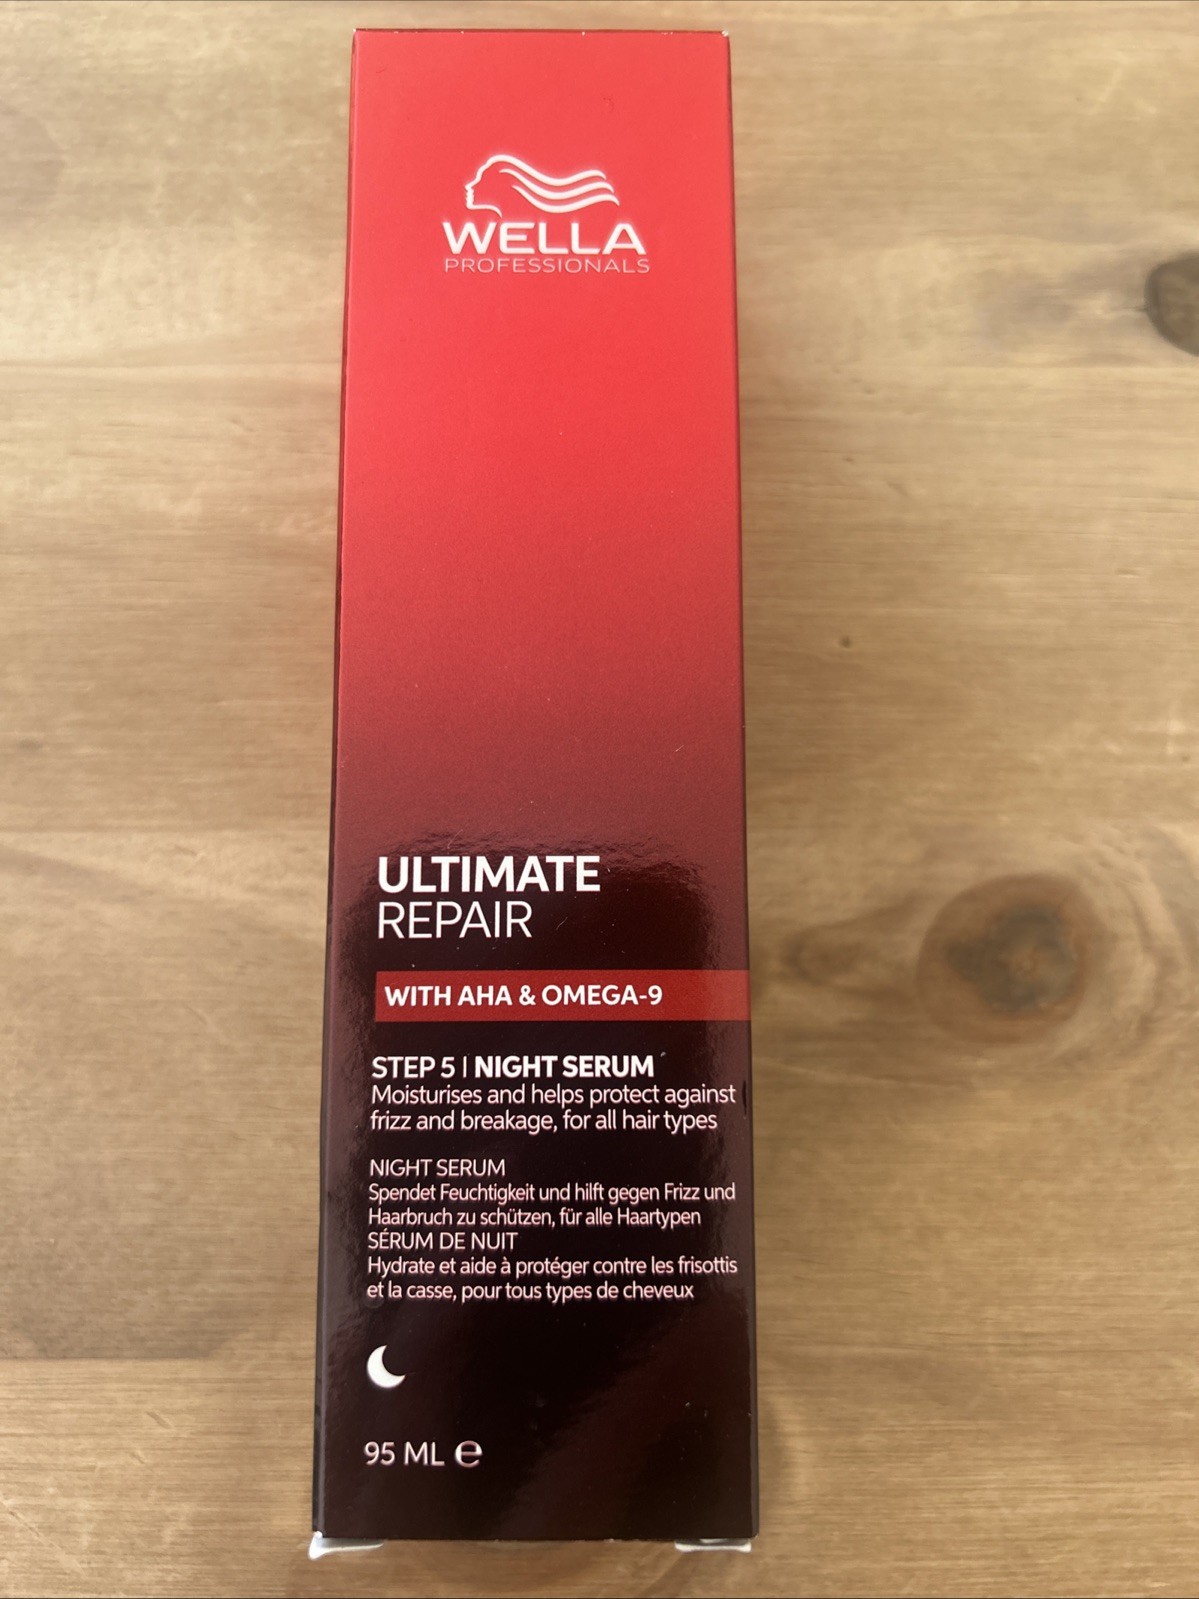 WELLA
PROFESSIONALS
ULTIMATE
REPAIR
WITH AHA & OMEGA-9
STEP 5 | NIGHT SERUM
Moisturises and helps protect against
frizz and breakage, for all hair types
NIGHT SERUM
Spendet Feuchtigkeit und hilft gegen Frizz und
Haarbruch zu schützen, für alle Haartypen
SÉRUM DE NUIT
Hydrate et aide à protéger contre les frisottis
et la casse, pour tous types de cheveux
95 ML ℮